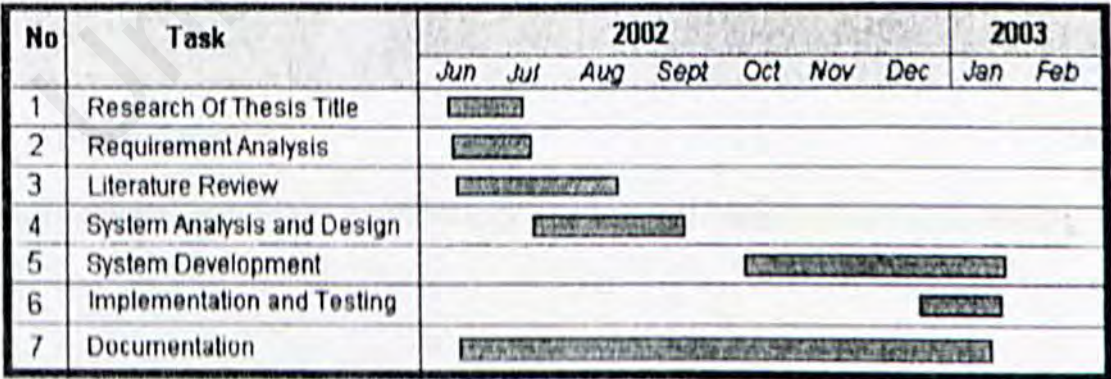 No Task 2002 2003
Jun Jul Aug Sept Oct Nov Dec Jan Feb
1 Research Of Thesis Title
2 Requirement Analysis
3 Literature Review
4 System Analysis and Design
5 System Development
6 Implementation and Testing
7 Documentation